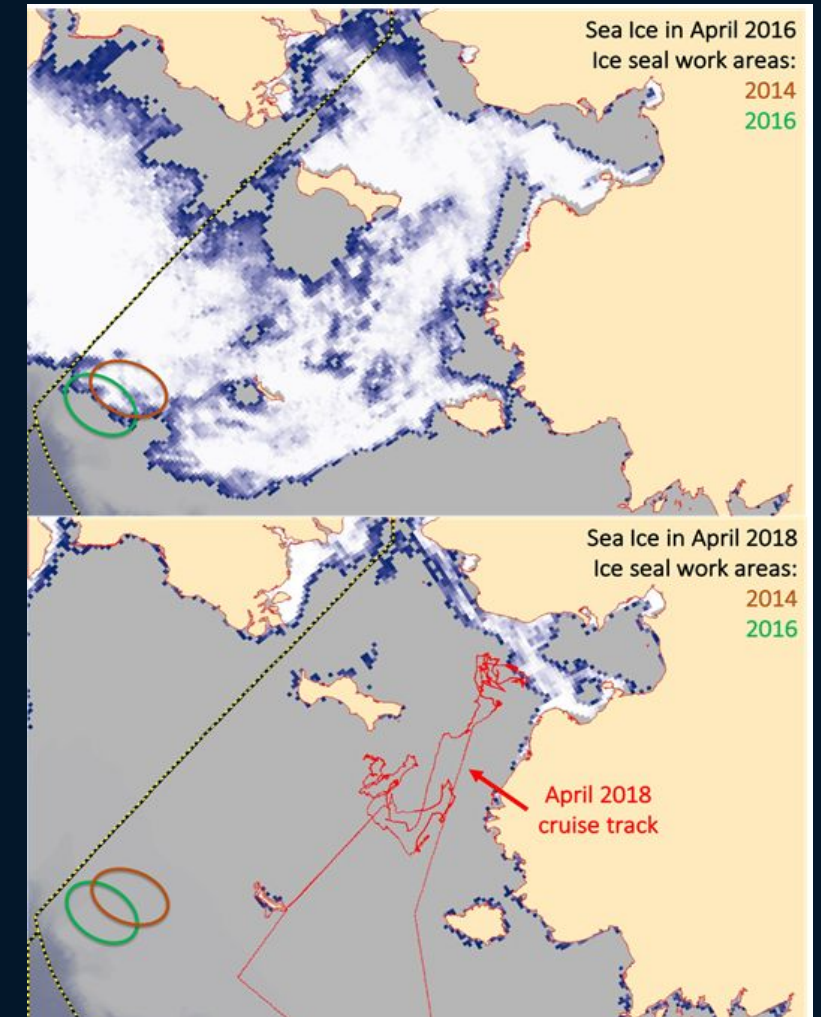 Sea Ice in April 2016
Ice seal work areas:
2014
2016
Sea Ice in April 2018
Ice seal work areas:
2014
2016
April 2018
cruise track